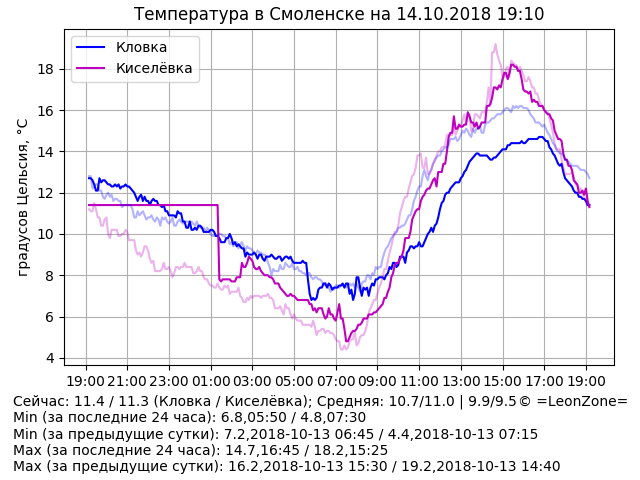 Температура в Смоленске на 14.10.2018 19:10
Кловка
Киселёвка
градусов Цельсия, °C
18
16
14
12
10
8
6
4
19:00 21:00 23:00 01:00 03:00 05:00 07:00 09:00 11:00 13:00 15:00 17:00 19:00
Сейчас: 11.4 / 11.3 (Кловка / Киселёвка); Средняя: 10.7/11.0 | 9.9/9.5© =LeonZone=
Min (за последние 24 часа): 6.8,05:50 / 4.8,07:30
Min (за предыдущие сутки): 7.2,2018-10-13 06:45 / 4.4,2018-10-13 07:15
Max (за последние 24 часа): 14.7,16:45 / 18.2,15:25
Max (за предыдущие сутки): 16.2,2018-10-13 15:30 / 19.2,2018-10-13 14:40